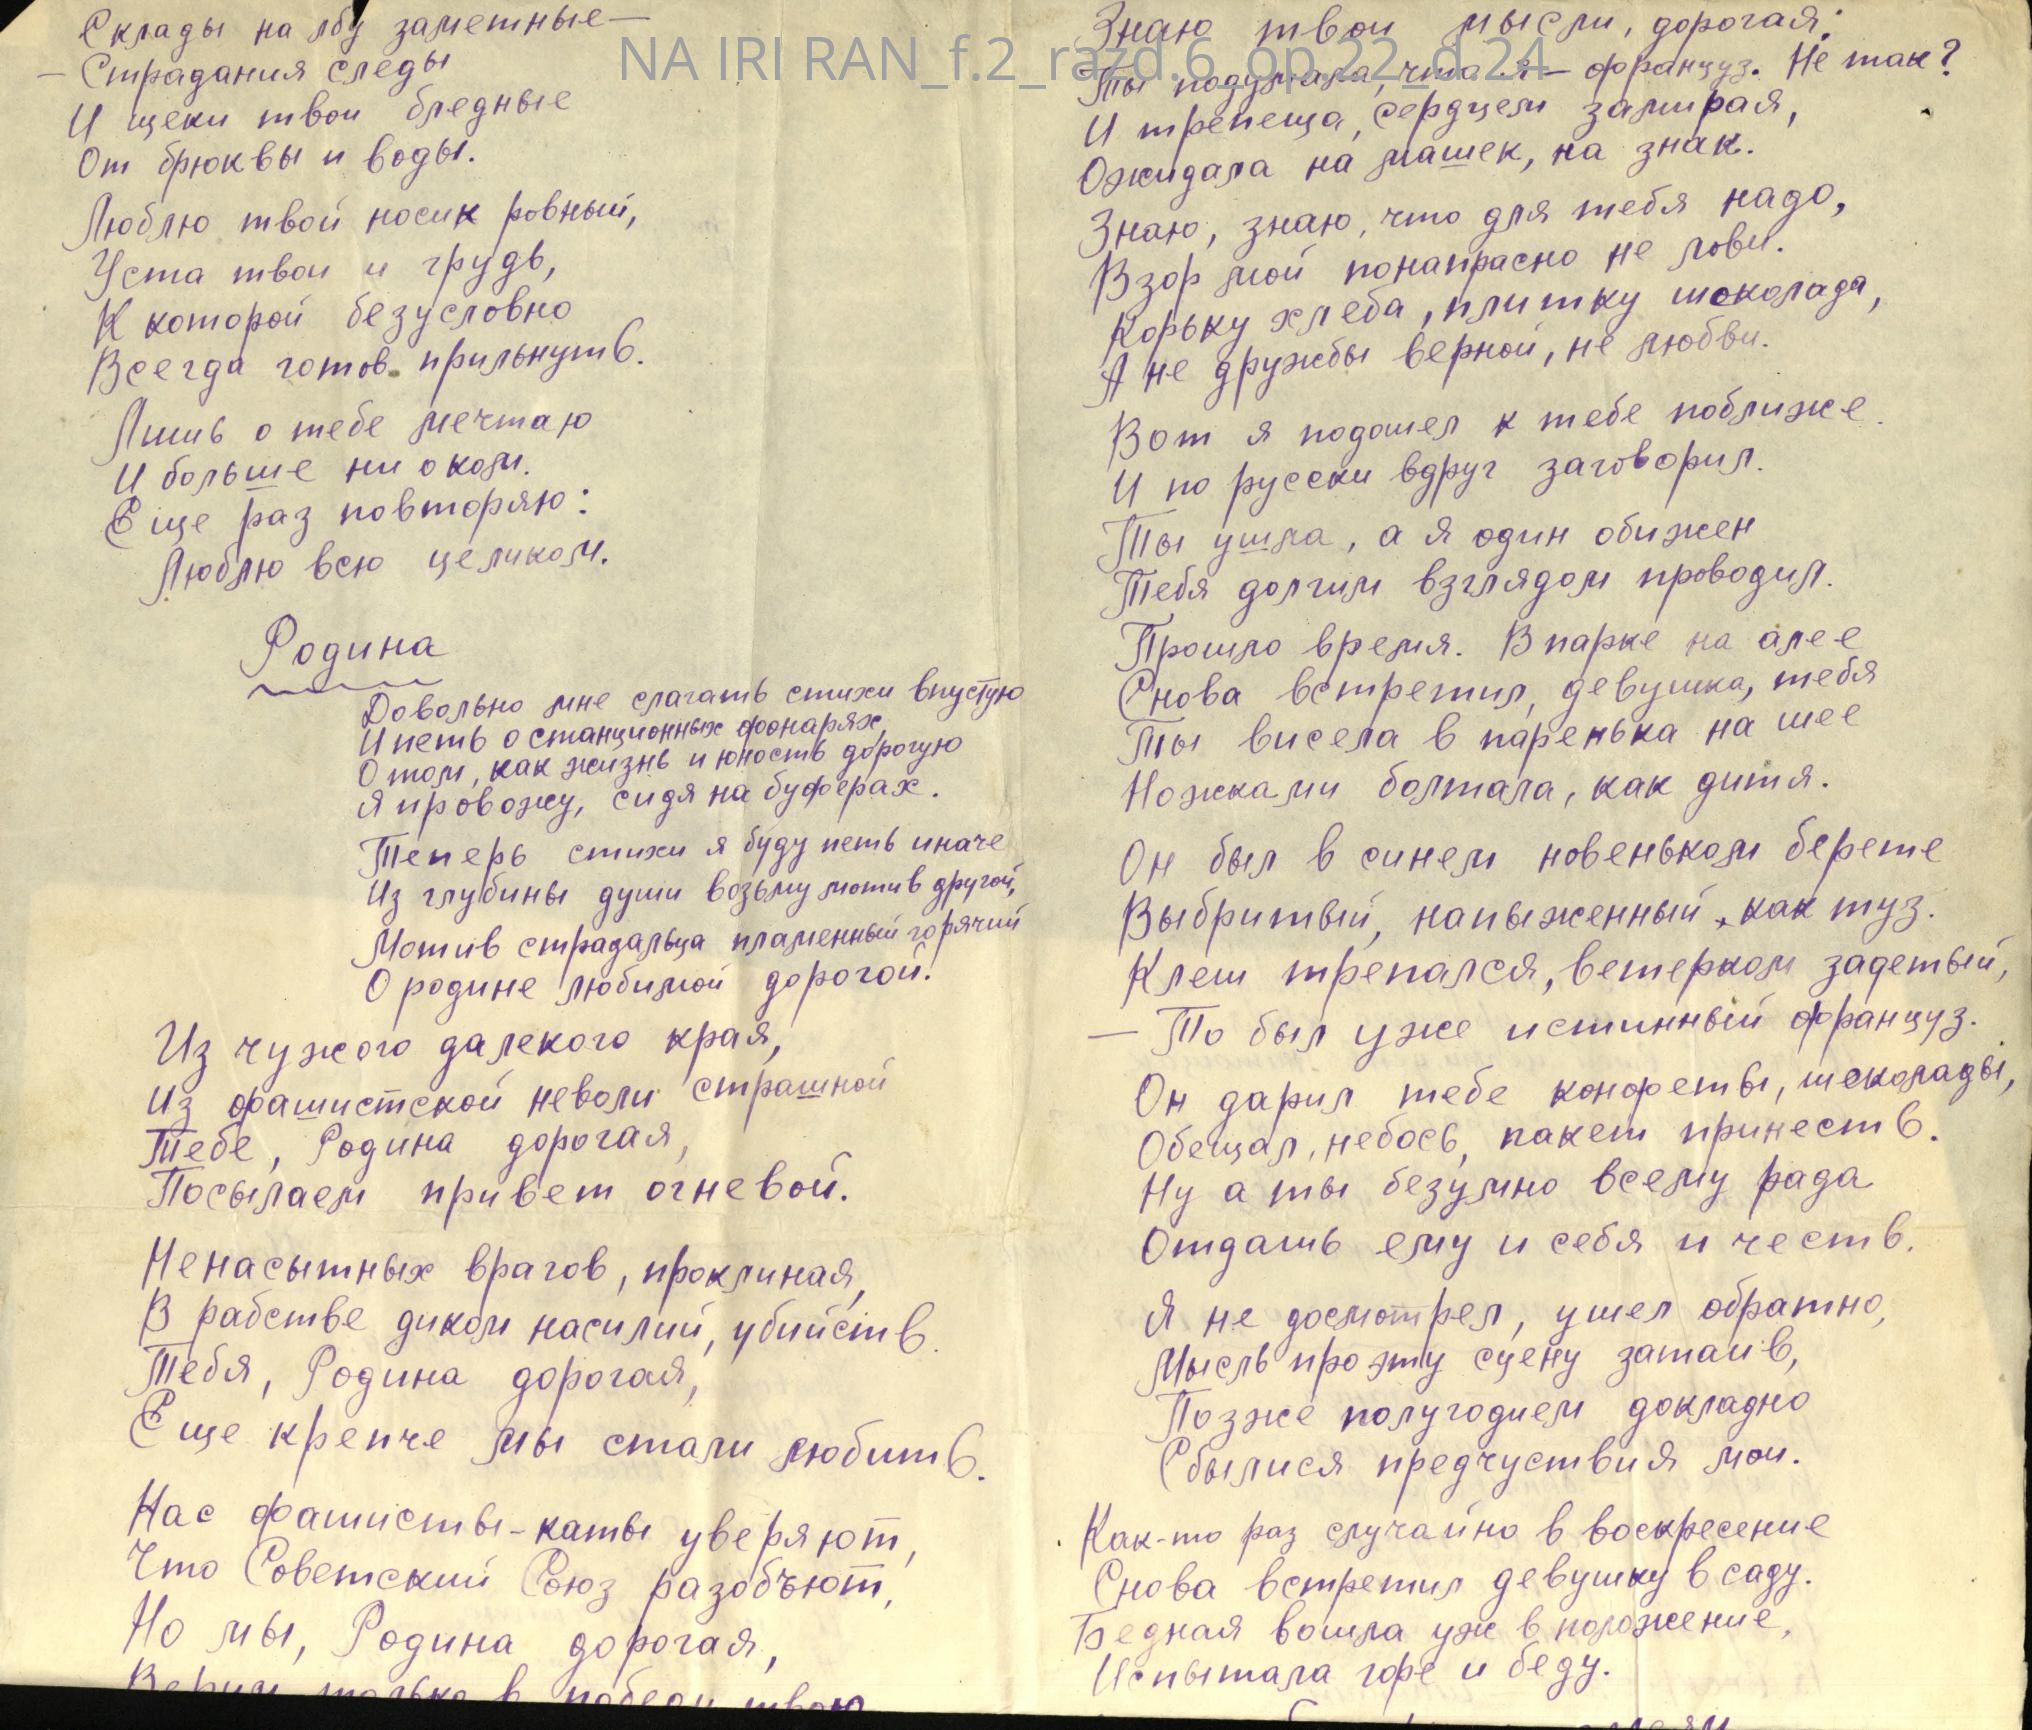 NA IRI RAN_f.2_razd.6_op.22_d.24
Склады на лбу заметные —
— Страдания следы
И щеки твои бледные
От брюквы и воды.
Люблю твой носик ровный,
Уста твои и грудь,
К которой безусловно
Всегда готов прильнуть.
Лишь о тебе мечтаю
И больше ни о ком.
Еще раз повторяю:
Люблю всю целиком.
Родина
Довольно мне слагать стихи впустую
И петь о станционных фонарях,
О том, как жизнь и юность дорогую
Я провожу, сидя на буферах.
Теперь стихи я буду петь иначе
Из глубины души возьму мотив другой,
Мотив страдальца пламенный горячий
О родине любимой дорогой.
Из чужого далекого края,
Из фашистской неволи страшной
Тебе, Родина дорогая,
Посылаем привет огневой.
Ненасытных врагов, проклиная,
В рабстве диком насилий, убийств.
Тебя, Родина дорогая,
Еще крепче мы стали любить.
Нас фашисты-каты уверяют,
Что Советский Союз разобъют,
Но мы, Родина дорогая,
Верим только в победу твою
Знаю твои мысли, дорогая:
Ты подумала, что я — француз. Не так?
И трепеща, сердцем замирая,
Ожидала на машек, на знак.
Знаю, знаю, что для тебя надо,
Взор мой понапрасно не лови.
Корьку хлеба, плитку шоколада,
А не дружбы верной, не любви.
Вот я подошел к тебе поближе.
И по русски вдруг заговорил.
Ты ушла, а я один обижен
Тебя долгим взглядом проводил.
Прошло время. В парке на алее
Снова встретил, девушка, тебя
Ты висела в паренька на шее
Ножками болтала, как дитя.
Он был в синем новеньком берете
Выбритый, напыженный, как туз.
Клеш трепался, ветерком задетый,
— То был уже истинный француз.
Он дарил тебе конфеты, шеколады,
Обещал, небось, пакет принесть.
Ну а ты безумно всему рада
Отдашь ему и себя и честь.
Я не досмотрел, ушел обратно,
Мысль про эту сцену затаив,
Позже полугодием докладно
Сбылися предчуствия мои.
Как-то раз случайно в воскресение
Снова встретил девушку в саду.
Бедная вошла уж в положение,
Испытала горе и беду.